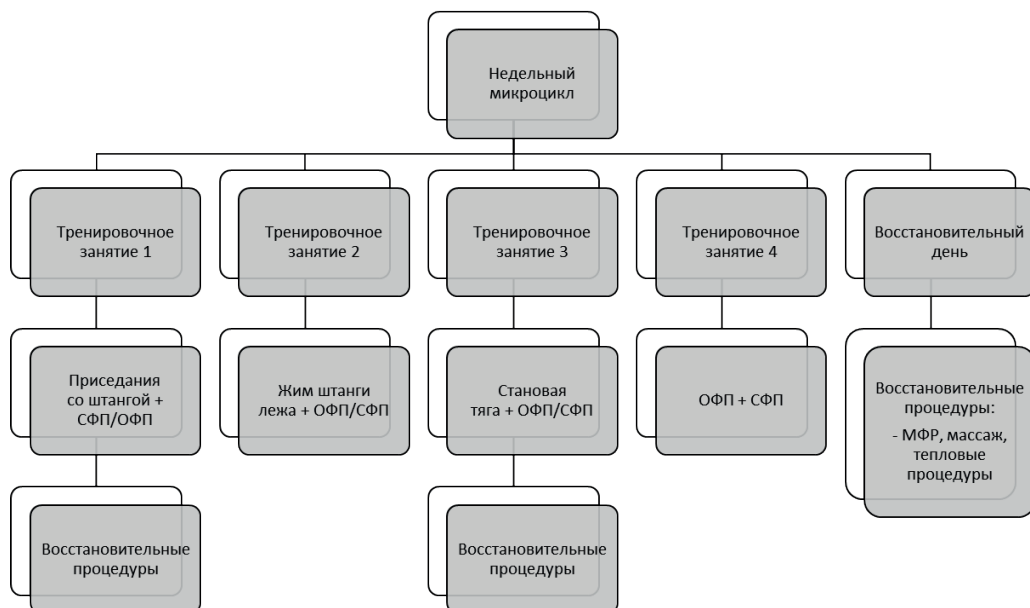 Недельный
микроцикл
Тренировочное
занятие 1
Тренировочное
занятие 2
Тренировочное
занятие 3
Тренировочное
занятие 4
Восстановительный
день
Приседания
со штангой +
СФП/ОФП
Жим штанги
лежа + ОФП/СФП
Становая
тяга + ОФП/СФП
ОФП + СФП
Восстановительные
процедуры:
- МФР, массаж,
тепловые
процедуры
Восстановительные
процедуры
Восстановительные
процедуры